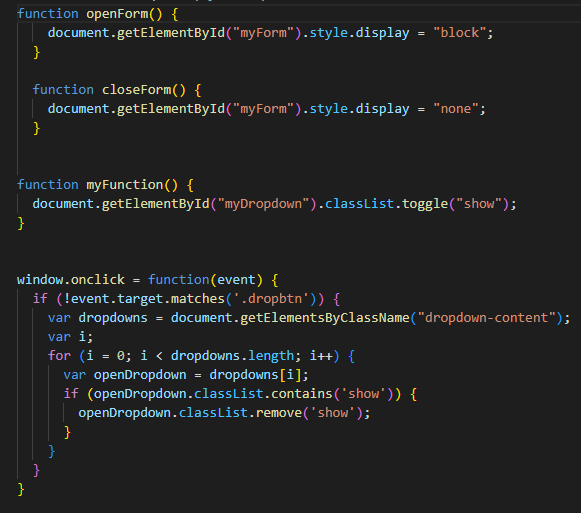 function openForm() {
document.getElementById("myForm").style.display = "block";
}
function closeForm() {
document.getElementById("myForm").style.display = "none";
}
function myFunction() {
document.getElementById("myDropdown").classList.toggle("show");
}
window.onclick = function(event) {
if (!event.target.matches('.dropbtn')) {
var dropdowns = document.getElementsByClassName("dropdown-content");
var i;
for (i = 0; i < dropdowns.length; i++) {
var openDropdown = dropdowns[i];
if (openDropdown.classList.contains('show')) {
openDropdown.classList.remove('show');
}
}
}
}